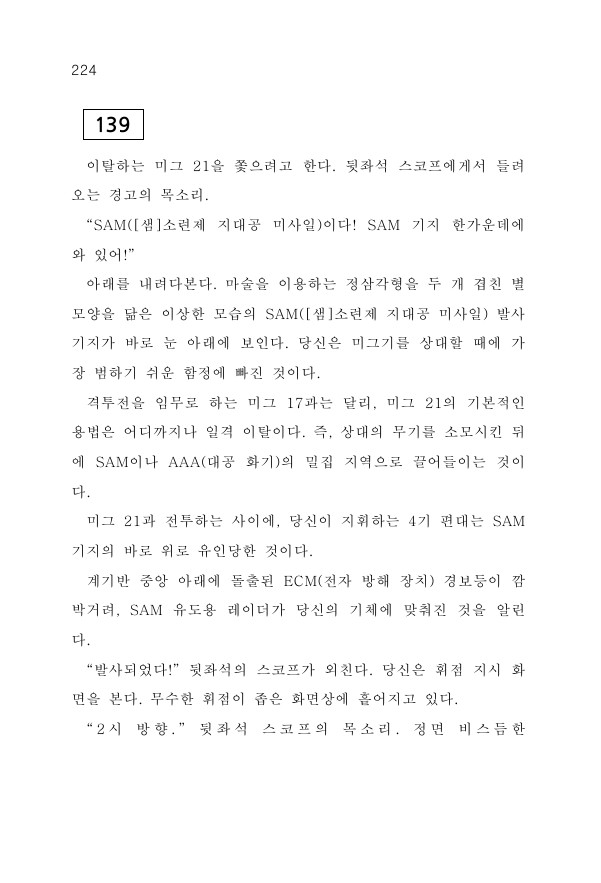 224
139
이탈하는 미그 21을 쫓으려고 한다. 뒷좌석 스코프에게서 들려
오는 경고의 목소리.
“SAM([샘]소련제 지대공 미사일)이다! SAM 기지 한가운데에
와 있어!”
아래를 내려다본다. 마술을 이용하는 정삼각형을 두 개 겹친 별
모양을 닮은 이상한 모습의 SAM([샘]소련제 지대공 미사일) 발사
기지가 바로 눈 아래에 보인다. 당신은 미그기를 상대할 때에 가
장 범하기 쉬운 함정에 빠진 것이다.
격투전을 임무로 하는 미그 17과는 달리, 미그 21의 기본적인
용법은 어디까지나 일격 이탈이다. 즉, 상대의 무기를 소모시킨 뒤
에 SAM이나 AAA(대공 화기)의 밀집 지역으로 끌어들이는 것이
다.
미그 21과 전투하는 사이에, 당신이 지휘하는 4기 편대는 SAM
기지의 바로 위로 유인당한 것이다.
계기반 중앙 아래에 돌출된 ECM(전자 방해 장치) 경보등이 깜
박거려, SAM 유도용 레이더가 당신의 기체에 맞춰진 것을 알린
다.
“발사되었다!” 뒷좌석의 스코프가 외친다. 당신은 휘점 지시 화
면을 본다. 무수한 휘점이 좁은 화면상에 흩어지고 있다.
“2시 방향.” 뒷좌석 스코프의 목소리. 정면 비스듬한